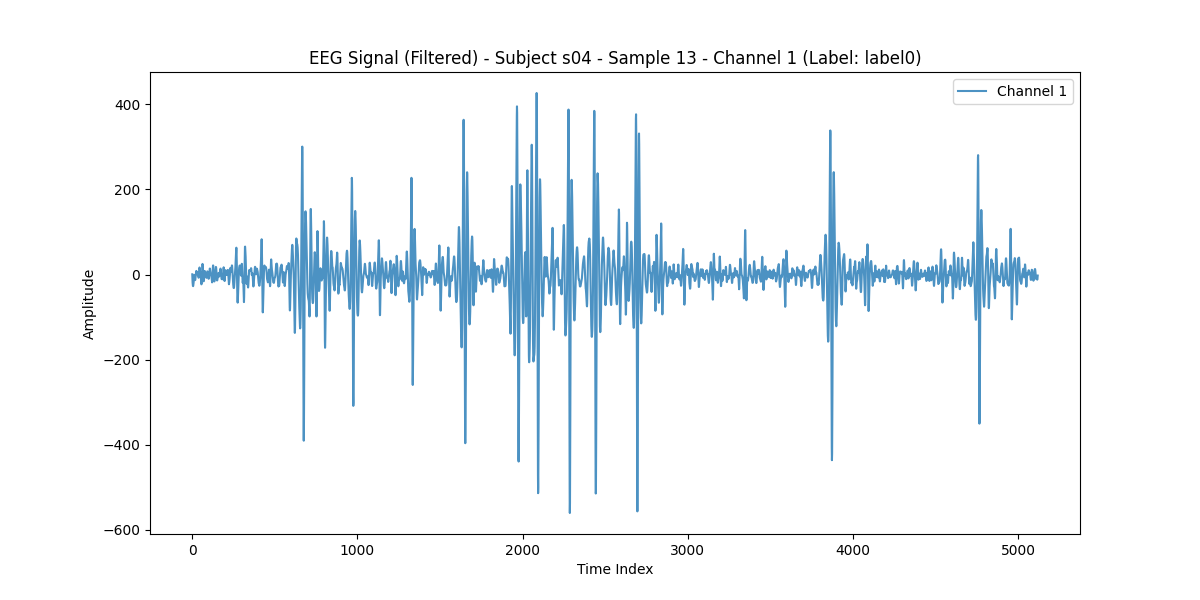 EEG Signal (Filtered) - Subject s04 - Sample 13 - Channel 1 (Label: label0)
Channel 1
400
200
0
−200
−400
−600
Amplitude
0 1000 2000 3000 4000 5000
Time Index